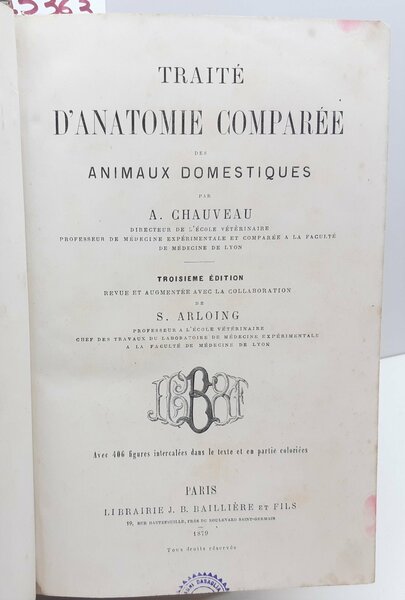 5363
TRAITÉ
D'ANATOMIE COMPARÉE
DES
ANIMAUX DOMESTIQUES
PAR
A. CHAUVEAU
DIRECTEUR DE L'ÉCOLE VÉTÉRINAIRE
PROFESSEUR DE MÉDECINE EXPÉRIMENTALE ET COMPARÉE A LA FACULTÉ
DE MÉDECINE DE LYON
TROISIEME ÉDITION
REVUE ET AUGMENTÉE AVEC LA COLLABORATION
DE
S. ARLOING
PROFESSEUR A L'ÉCOLE VÉTÉRINAIRE
CHEF DES TRAVAUX DU LABORATOIRE DE MÉDECINE EXPÉRIMENTALE
A LA FACULTÉ DE MÉDECINE DE LYON
Avec 406 figures intercalées dans le texte et en partie coloriées
PARIS
LIBRAIRIE J. B. BAILLIÈRE ET FILS
19, RUE HAUTEFEUILLE, PRÈS DU BOULEVARD SAINT-GERMAIN
1879
Tous droits réservés